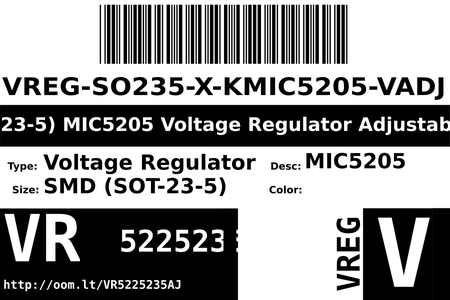 VREG-SO235-X-KMIC5205-VADJ
23-5) MIC5205 Voltage Regulator Adjustab
Type: Voltage Regulator Desc: MIC5205
Size: SMD (SOT-23-5) Color:
VR 522523
VREG V
http://oom.lt/VR5225235AJ